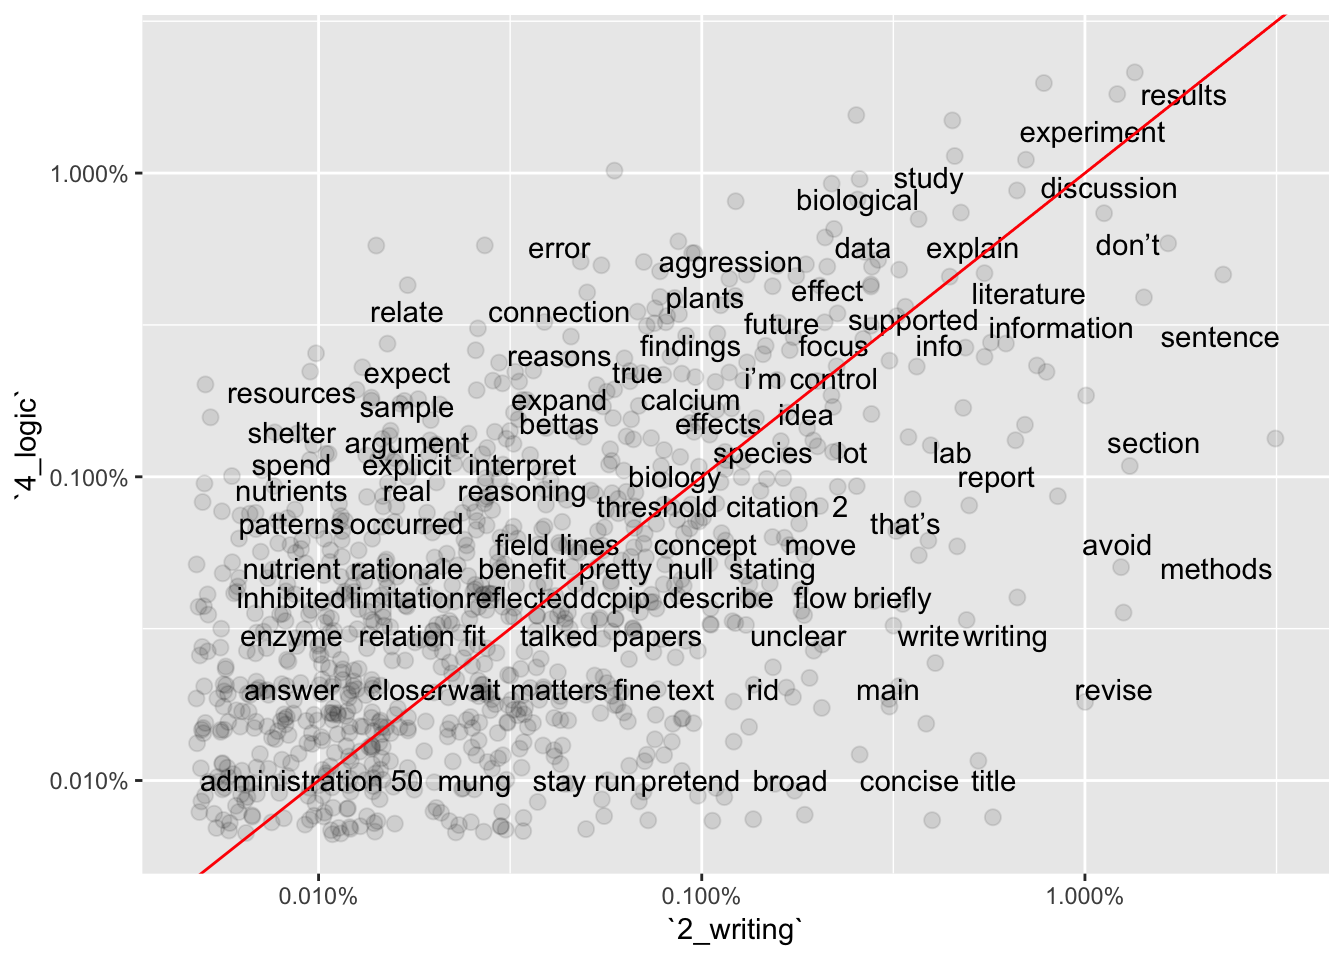 results
experiment
1.000%
study
discussion
biological
error
data
explain
don’t
aggression
effect
literature
plants
relate
connection
future
supported
information
sentence
findings
focus
info
reasons
expect
true
i’m
control
resources
sample
expand
calcium
bettas
effects
idea
shelter
argument
section
species
lot
lab
spend
explicit
interpret
0.100%
biology
report
nutrients
real
reasoning
threshold
citation
2
patterns
occurred
that’s
field
lines
concept
move
avoid
nutrient
rationale
benefit
pretty
null
stating
methods
inhibited
limitation
reflected
dcpip
describe
flow
briefly
enzyme
relation
fit
talked
papers
unclear
write
writing
answer
closer
wait
matters
fine
text
rid
main
revise
0.010%
administration
50
mung
stay
run
pretend
broad
concise
title
`4_logic`
0.010%
0.100%
1.000%
`2_writing`